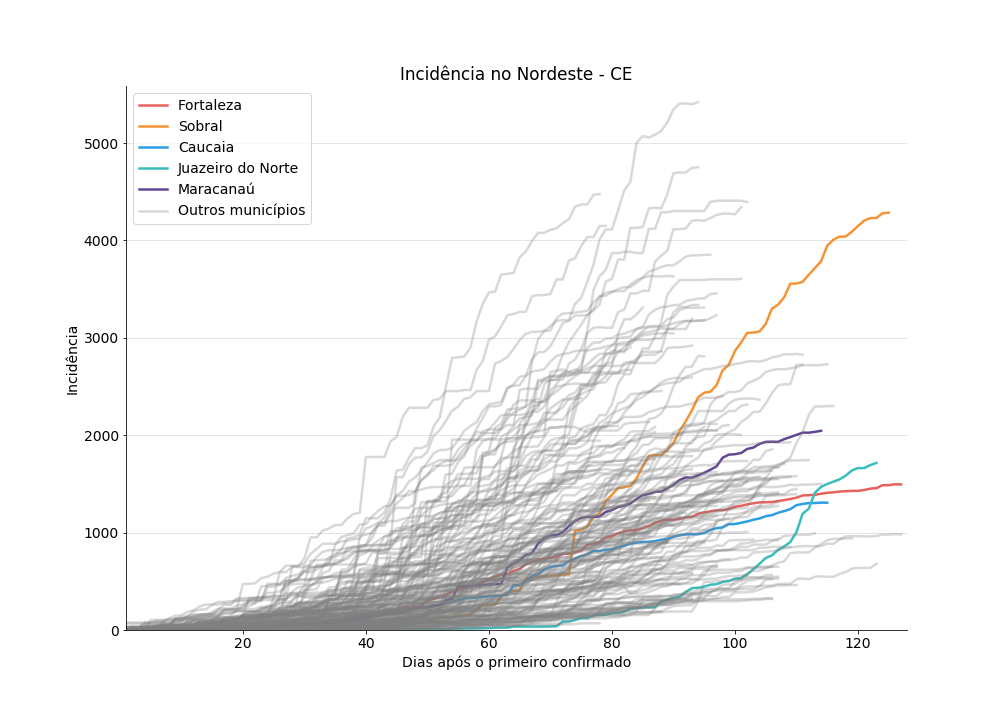 Incidência no Nordeste - CE
Fortaleza
Sobral
Caucaia
Juazeiro do Norte
Maracanaú
Outros municípios
Incidência
5000
4000
3000
2000
1000
0
20 40 60 80 100 120
Dias após o primeiro confirmado